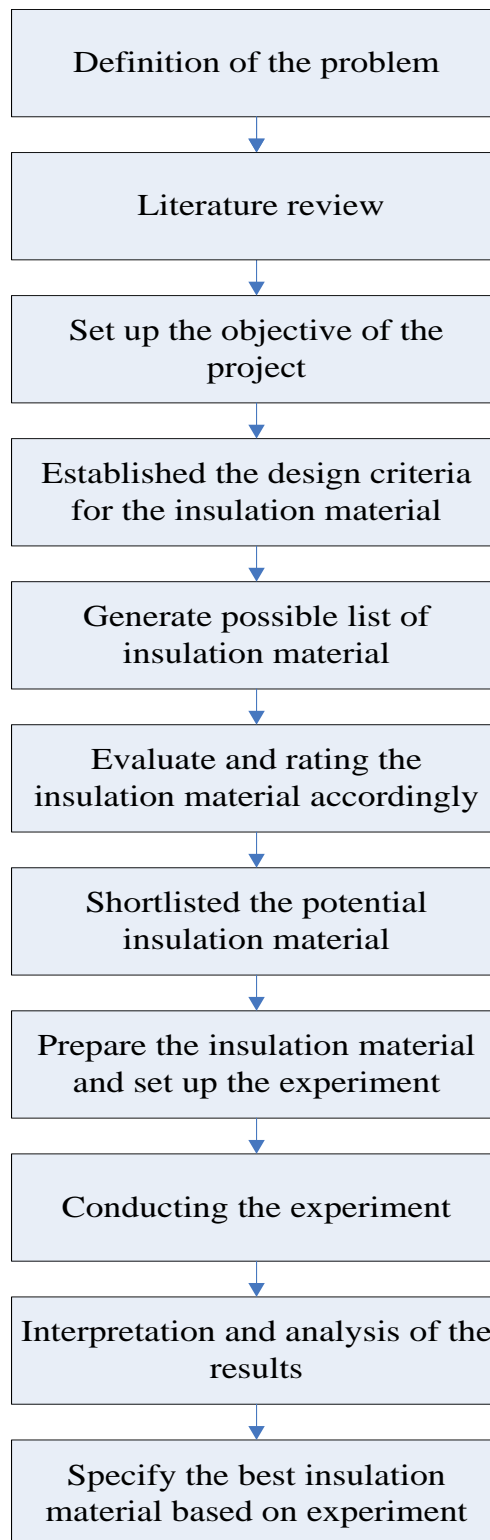 Definition of the problem
Literature review
Set up the objective of the
project
Established the design criteria
for the insulation material
Generate possible list of
insulation material
Evaluate and rating the
insulation material accordingly
Shortlisted the potential
insulation material
Prepare the insulation material
and set up the experiment
Conducting the experiment
Interpretation and analysis of the
results
Specify the best insulation
material based on experiment